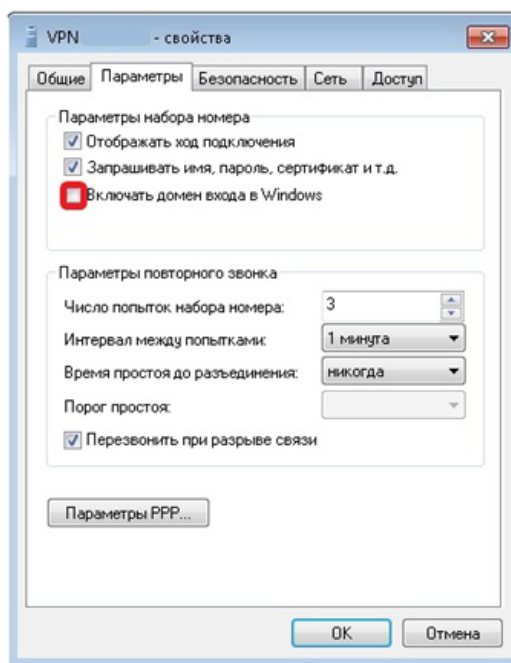 VPN - свойства
Общие Параметры Безопасность Сеть Доступ
Параметры набора номера
Отображать ход подключения
Запрашивать имя, пароль, сертификат и т.д.
Включать домен входа в Windows
Параметры повторного звонка
Число попыток набора номера: 3
Интервал между попытками: 1 минута
Время простоя до разъединения: никогда
Порог простоя:
Перезвонить при разрыве связи
Параметры PPP...
OK Отмена